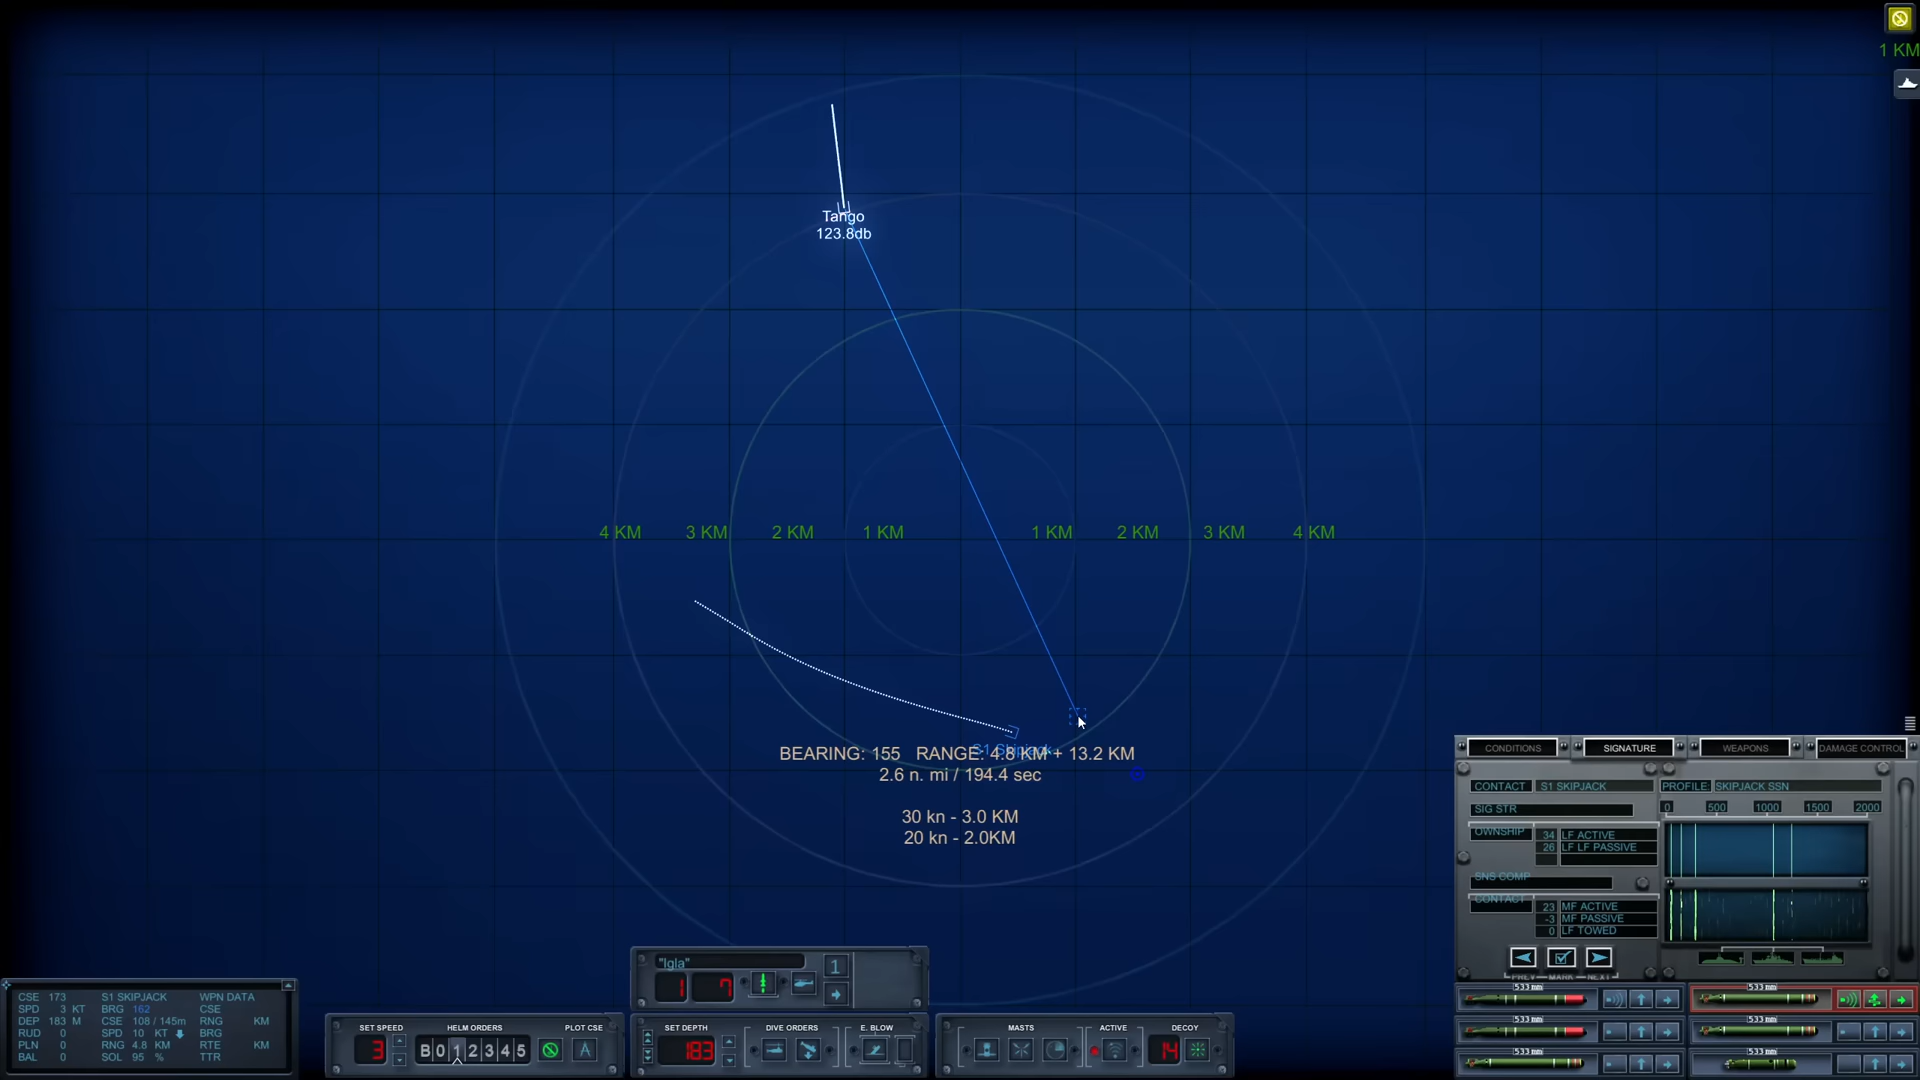 1 KM
Tango
123.8db
4 KM 3 KM 2 KM 1 KM 1 KM 2 KM 3 KM 4 KM
S1 Skipjack
BEARING: 155 RANGE: 4.8 KM + 13.2 KM
2.6 n. mi / 194.4 sec
30 kn - 3.0 KM
20 kn - 2.0KM
CONDITIONS SIGNATURE WEAPONS DAMAGE CONTROL
CONTACT S1 SKIPJACK PROFILE: SKIPJACK SSN
SIG STR 0 500 1000 1500 2000
OWNSHIP 34 LF ACTIVE
26 LF LF PASSIVE
SNS COMP
CONTACT 23 MF ACTIVE
-3 MF PASSIVE
0 LF TOWED
PREV MARK NEXT
533 mm 533 mm
533 mm 533 mm
533 mm 533 mm
"Igla" 1
1 7
CSE 173 S1 SKIPJACK WPN DATA
SPD 3 KT BRG 162 CSE
DEP 183 M CSE 108 / 145m RNG KM
RUD 0 SPD 10 KT BRG
PLN 0 RNG 4.8 KM RTE KM
BAL 0 SOL 95 % TTR
SET SPEED HELM ORDERS PLOT CSE SET DEPTH DIVE ORDERS E. BLOW MASTS ACTIVE DECOY
3 B 0 1 2 3 4 5 183 14